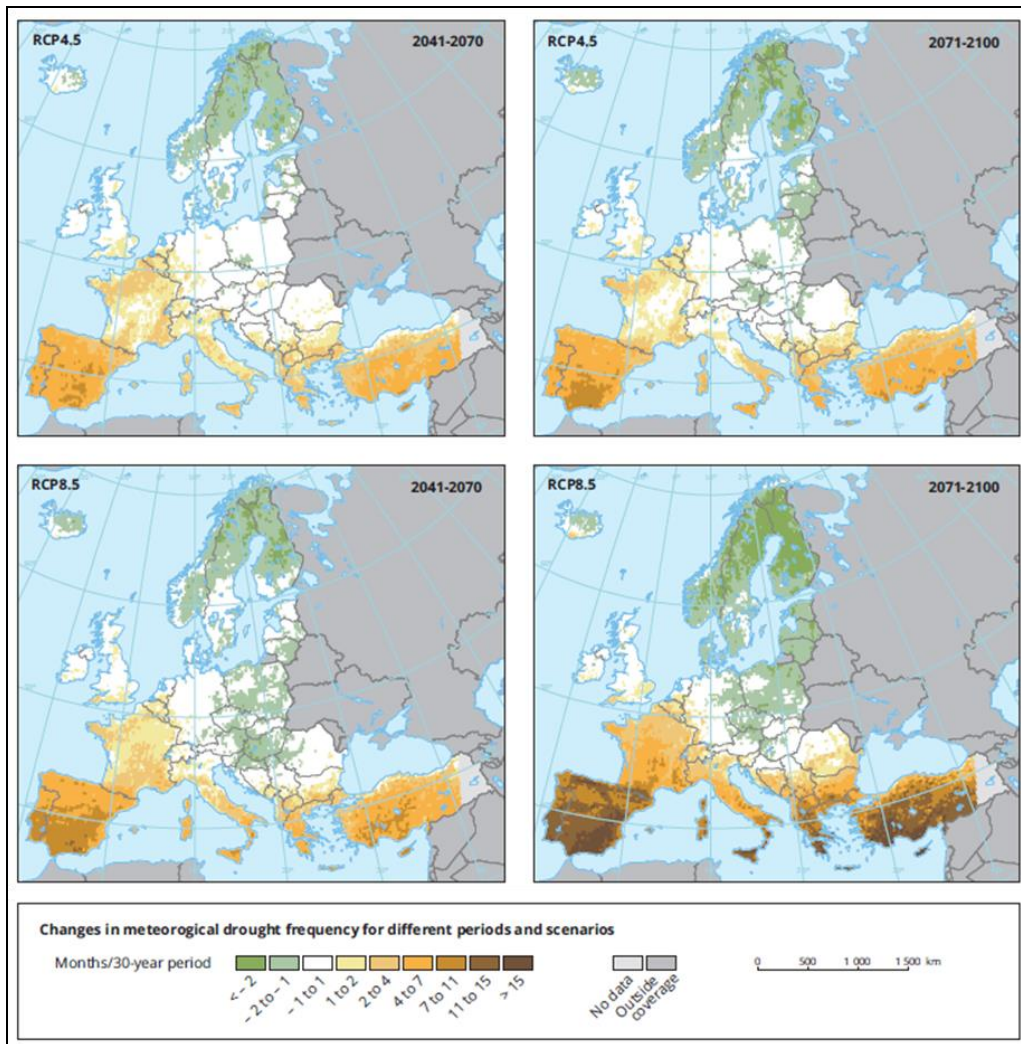 RCP4.5 2041-2070
RCP4.5 2071-2100
RCP8.5 2041-2070
RCP8.5 2071-2100
Changes in meteorogical drought frequency for different periods and scenarios
Months/30-year period
< - 2
- 2 to - 1
- 1 to 1
1 to 2
2 to 4
4 to 7
7 to 11
11 to 15
> 15
No data
Outside
coverage
0 500 1 000 1 500 km